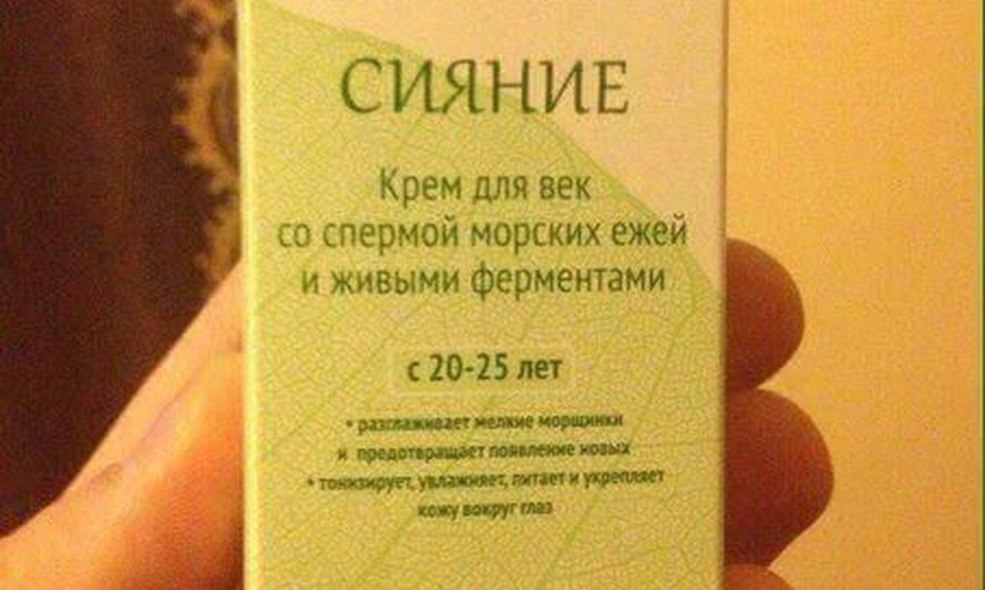 СИЯНИЕ
Крем для век
со спермой морских ежей
и живыми ферментами
с 20-25 лет
• разглаживает мелкие морщинки
и предотвращает появление новых
• тонизирует, увлажняет, питает и укрепляет
кожу вокруг глаз